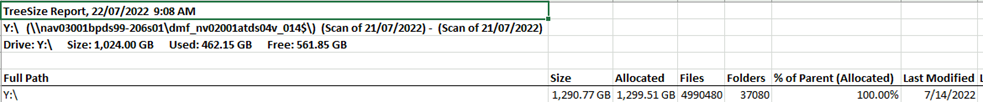 TreeSize Report, 22/07/2022  9:08 AM
Y:\  (\\nav03001bpds99-206s01\dmf_nv02001atds04v_014$\)  (Scan of 21/07/2022) -  (Scan of 21/07/2022)
Drive: Y:\    Size: 1,024.00 GB    Used: 462.15 GB    Free: 561.85 GB
Full Path Size Allocated Files Folders % of Parent (Allocated) Last Modified
Y:\ 1,290.77 GB 1,299.51 GB 4990480 37080 100.00% 7/14/2022